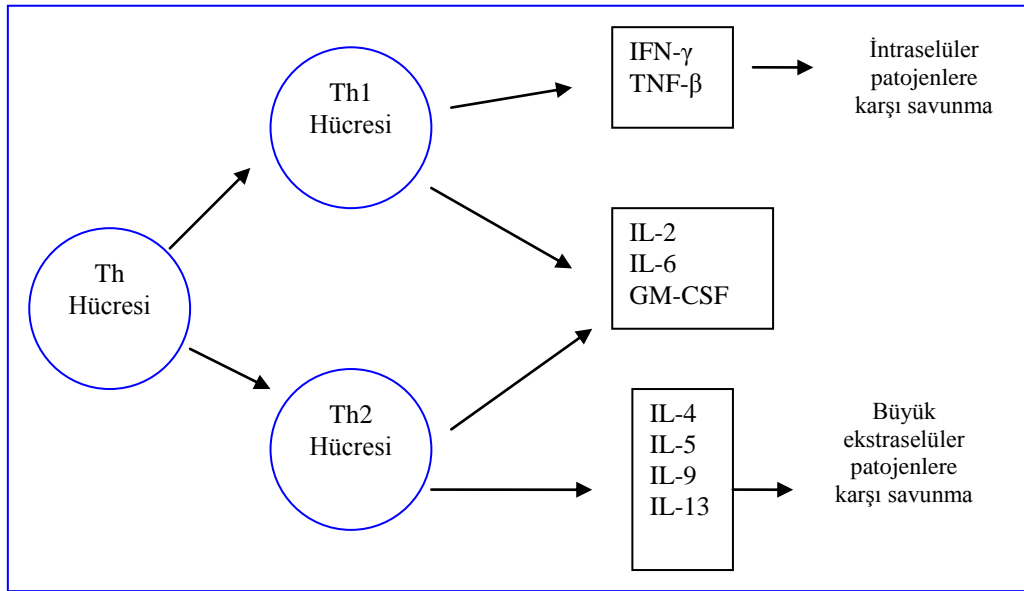 Th
Hücresi
Th1
Hücresi
Th2
Hücresi
IFN-γ
TNF-β
İntraselüler
patojenlere
karşı savunma
IL-2
IL-6
GM-CSF
IL-4
IL-5
IL-9
IL-13
Büyük
ekstraselüler
patojenlere
karşı savunma